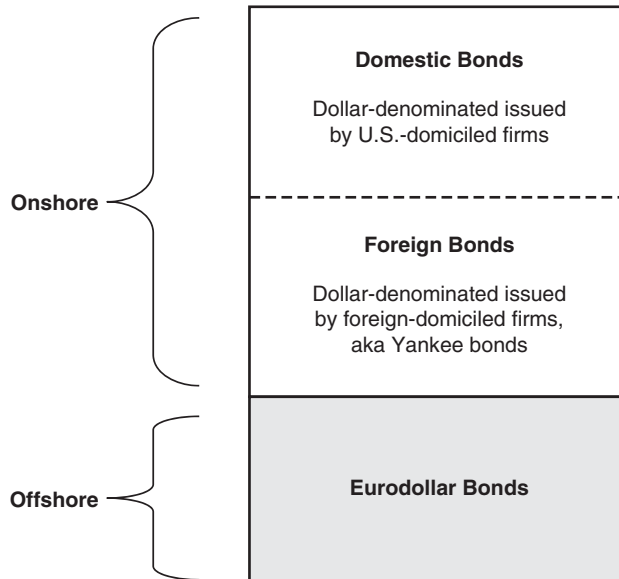 Domestic Bonds
Dollar-denominated issued
by U.S.-domiciled firms
Onshore
Foreign Bonds
Dollar-denominated issued
by foreign-domiciled firms,
aka Yankee bonds
Offshore
Eurodollar Bonds